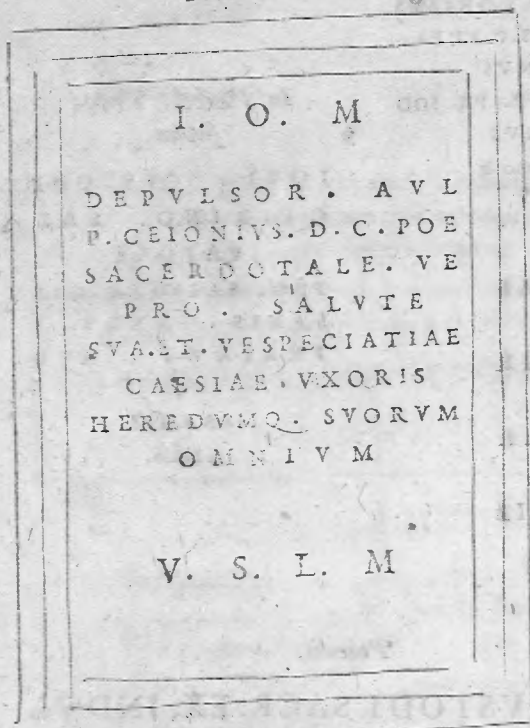 I. O. M
DEPVLSOR. AVL
P. CEIONIVS. D. C. POE
SACERDOTALE. VE
PRO. SALVTE
SVA. ET. VESPECIATIAE
CAESIAE. VXORIS
HEREDVMQ. SVORVM
OMNIVM
V. S. L. M